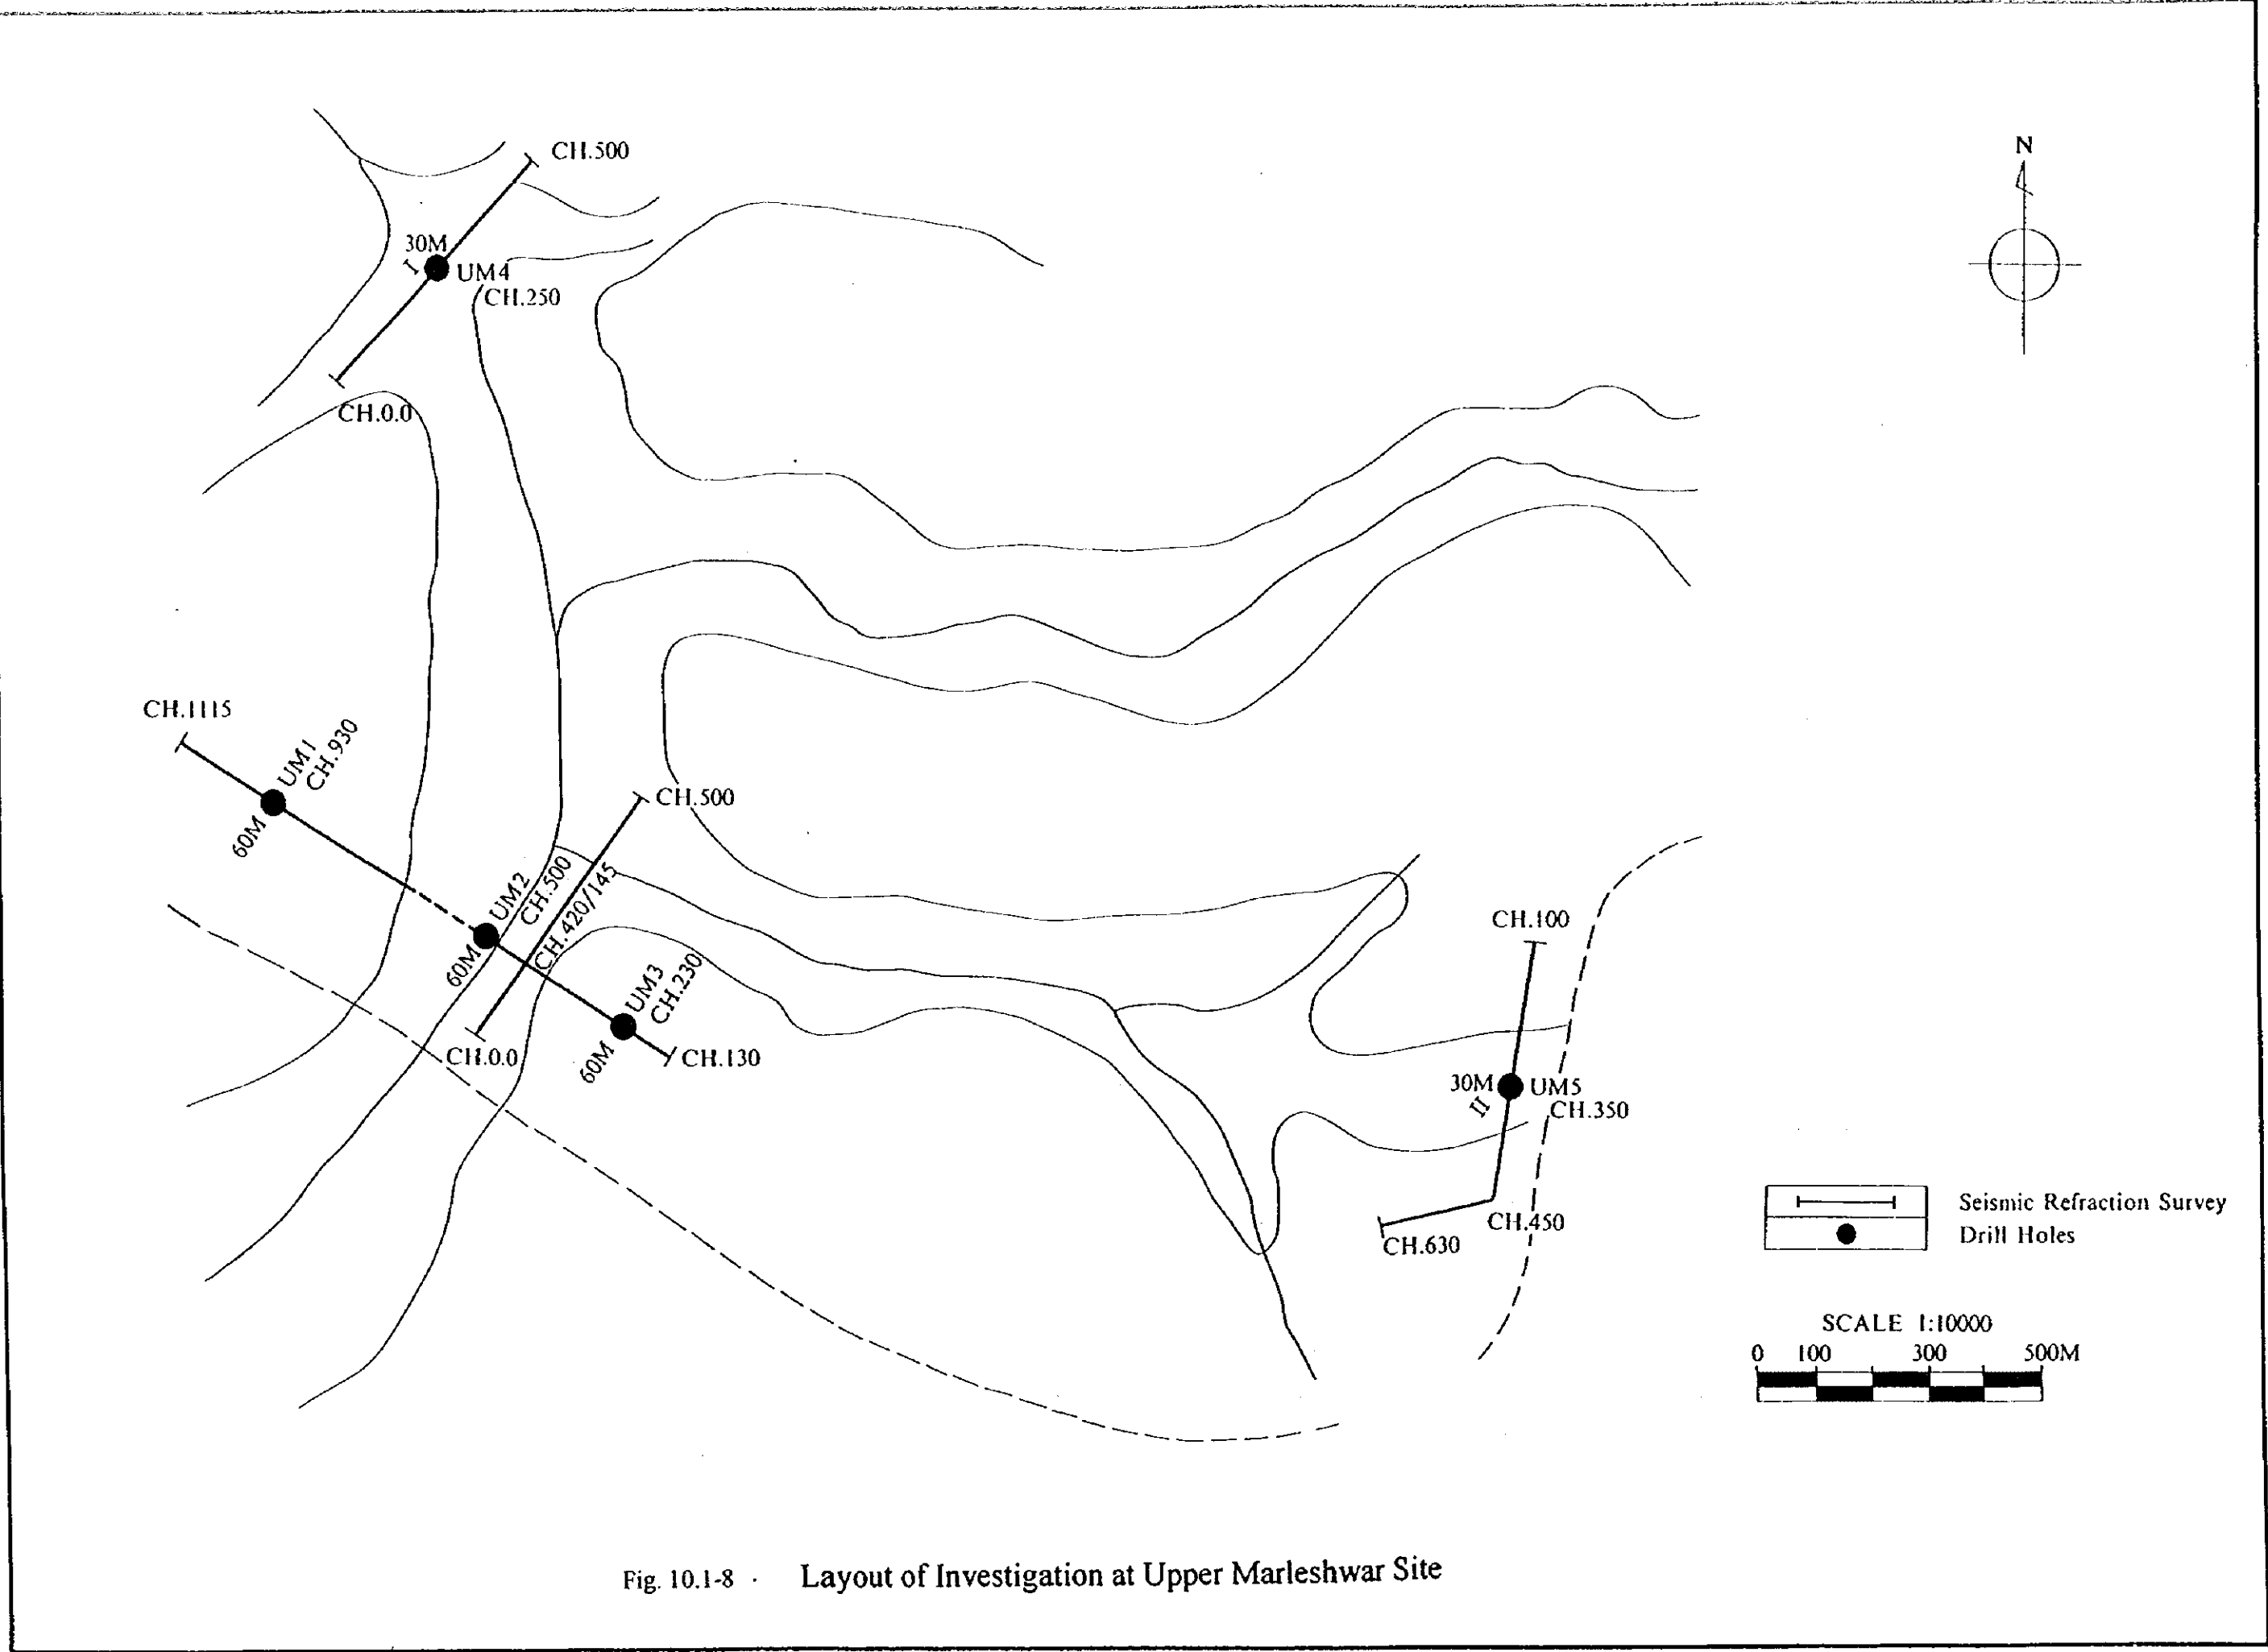 N
CH.500
30M
I
UM4
CH.250
CH.0.0
CH.1115
UM1
CH.930
60M
CH.500
UM2
CH.500
CH.420/145
60M
UM3
CH.230
60M
CH.0.0
CH.130
CH.100
30M
UM5
II
CH.350
CH.450
CH.630
Seismic Refraction Survey
Drill Holes
SCALE 1:10000
0 100 300 500M
Fig. 10.1-8 · Layout of Investigation at Upper Marleshwar Site